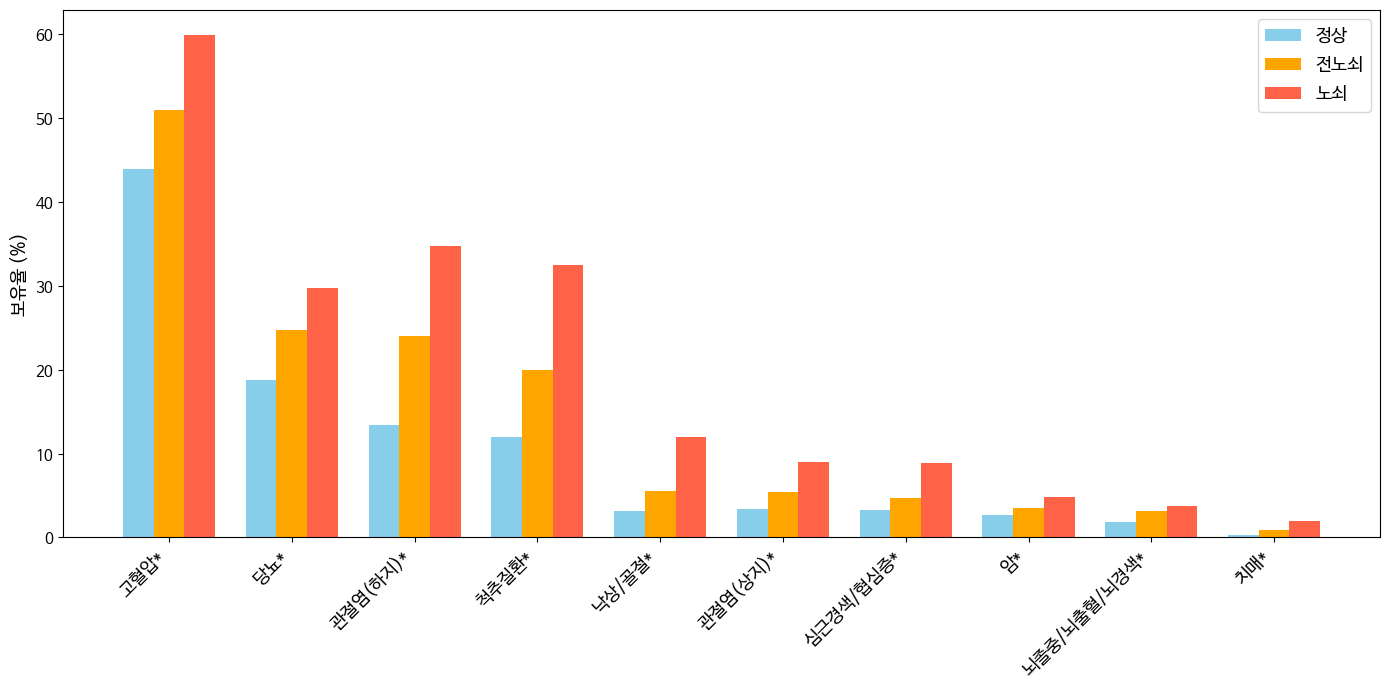 정상
전노쇠
노쇠
보유율 (%)
60
50
40
30
20
10
0
고혈압*
당뇨*
관절염(하지)*
척추질환*
낙상/골절*
관절염(상지)*
심근경색/협심증*
암*
뇌졸중/뇌출혈/뇌경색*
치매*